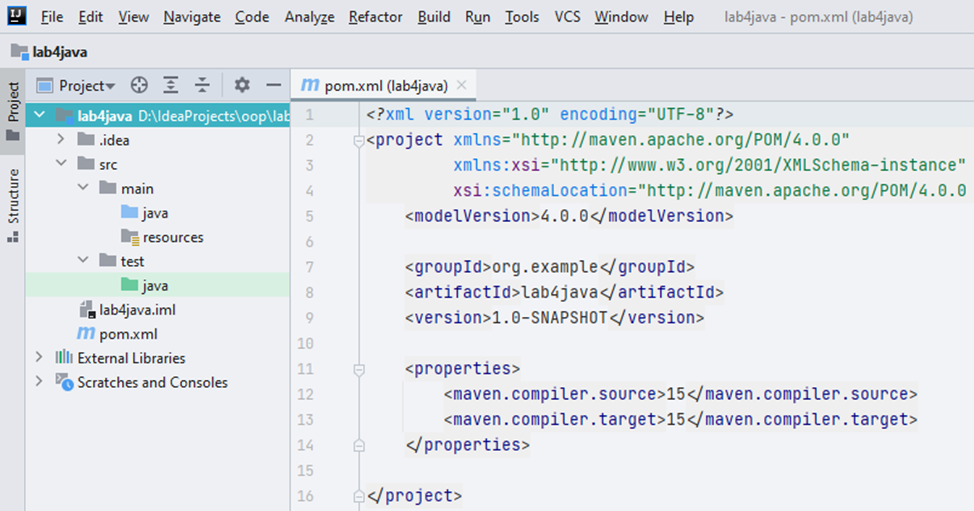 IJ File Edit View Navigate Code Analyze Refactor Build Run Tools VCS Window Help lab4java - pom.xml (lab4java)
lab4java
Project
Structure
Project
lab4java D:\IdeaProjects\oop\lab
.idea
src
main
java
resources
test
java
lab4java.iml
m pom.xml
External Libraries
Scratches and Consoles
m pom.xml (lab4java)
1 <?xml version="1.0" encoding="UTF-8"?>
2 <project xmlns="http://maven.apache.org/POM/4.0.0"
3 xmlns:xsi="http://www.w3.org/2001/XMLSchema-instance"
4 xsi:schemaLocation="http://maven.apache.org/POM/4.0.0
5 <modelVersion>4.0.0</modelVersion>
6
7 <groupId>org.example</groupId>
8 <artifactId>lab4java</artifactId>
9 <version>1.0-SNAPSHOT</version>
10
11 <properties>
12 <maven.compiler.source>15</maven.compiler.source>
13 <maven.compiler.target>15</maven.compiler.target>
14 </properties>
15
16 </project>